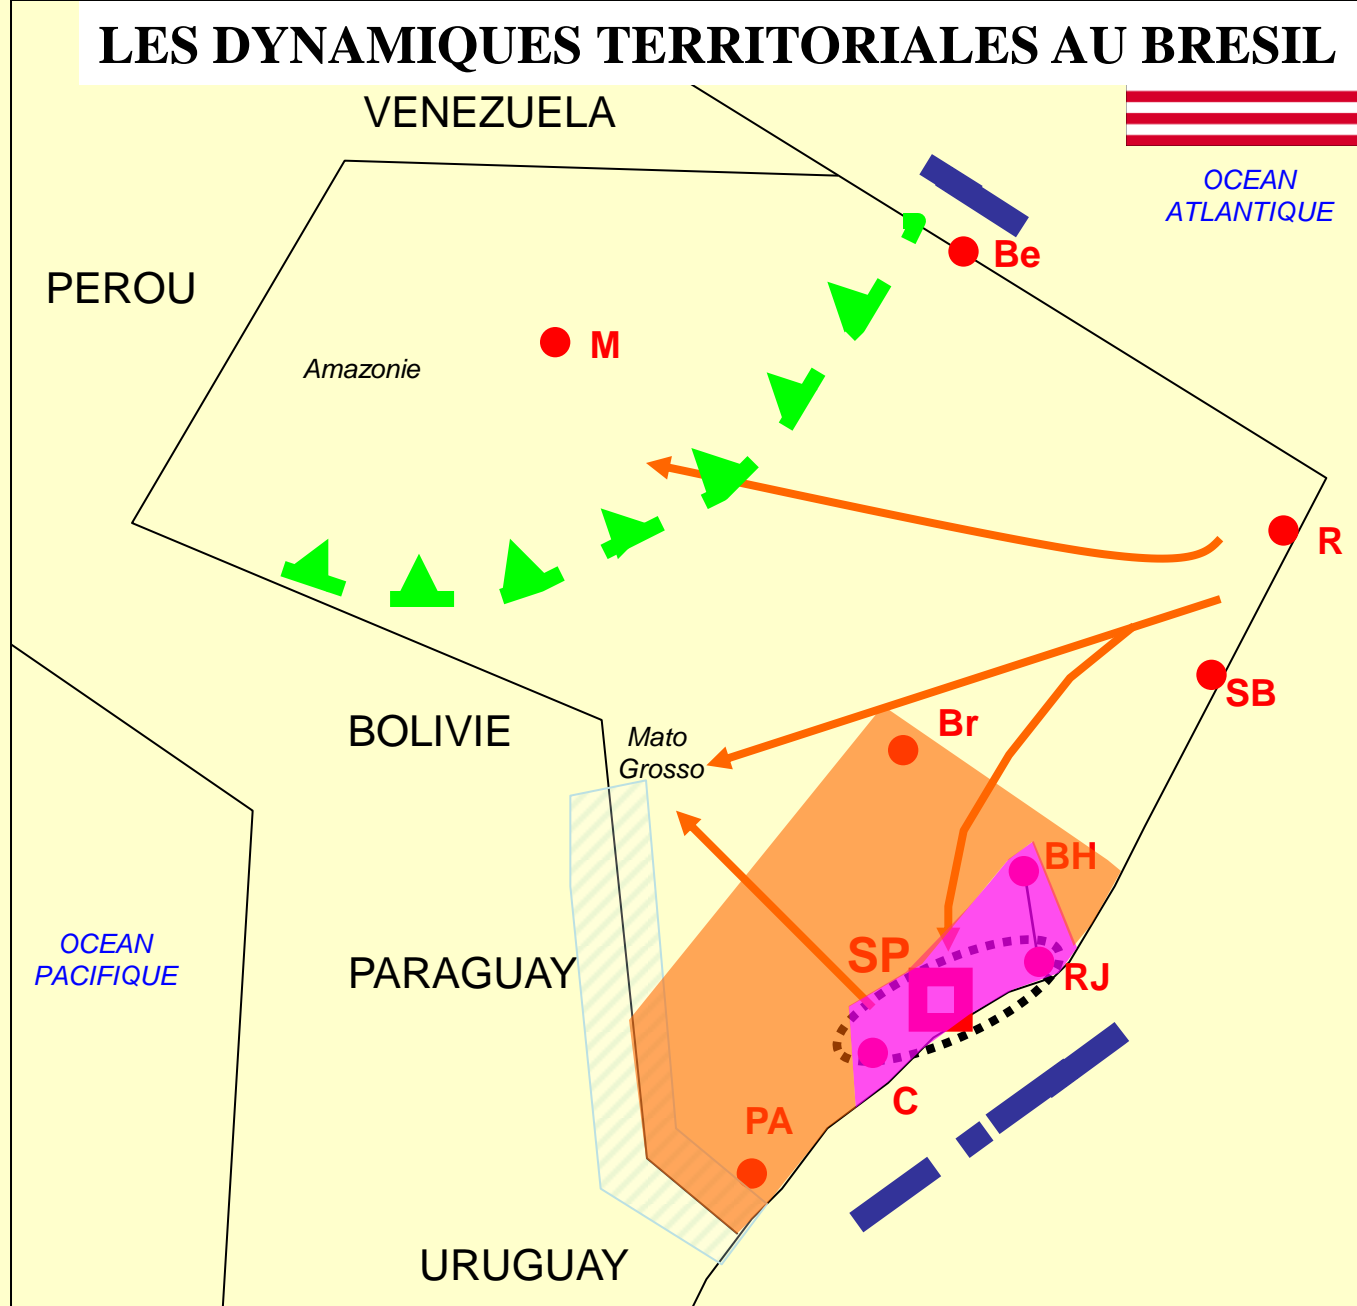 LES DYNAMIQUES TERRITORIALES AU BRESIL
VENEZUELA
OCEAN
ATLANTIQUE
Be
PEROU
M
Amazonie
R
SB
Br
BOLIVIE
Mato
Grosso
BH
OCEAN
PACIFIQUE
PARAGUAY
SP
RJ
C
PA
URUGUAY